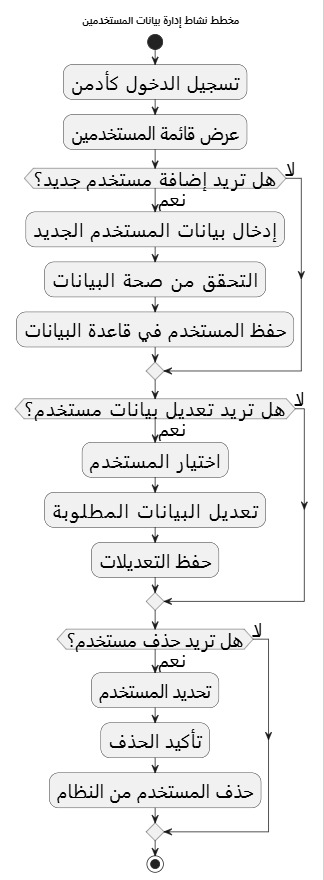 مخطط نشاط إدارة بيانات المستخدمين
تسجيل الدخول كأدمن
عرض قائمة المستخدمين
هل تريد إضافة مستخدم جديد؟
لا
نعم
إدخال بيانات المستخدم الجديد
التحقق من صحة البيانات
حفظ المستخدم في قاعدة البيانات
هل تريد تعديل بيانات مستخدم؟
لا
نعم
اختيار المستخدم
تعديل البيانات المطلوبة
حفظ التعديلات
هل تريد حذف مستخدم؟
لا
نعم
تحديد المستخدم
تأكيد الحذف
حذف المستخدم من النظام